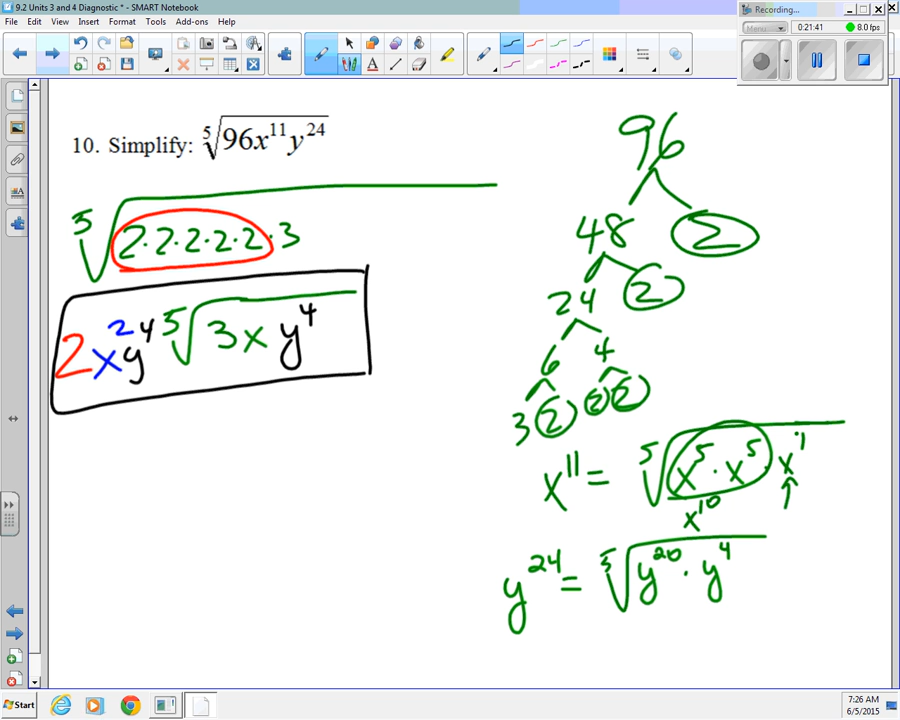 9.2 Units 3 and 4 Diagnostic * - SMART Notebook
File Edit View Insert Format Tools Add-ons Help
Recording...
Menu
0:21:41
8.0 fps
10. Simplify: ⁵√96x¹¹y²⁴
96
⁵√2·2·2·2·2·3
48 2
24 2
2x²y⁴ ⁵√3xy⁴
6 4
3 2 2 2
x¹¹ = ⁵√x⁵·x⁵·x¹
x¹⁰
y²⁴ = ⁵√y²⁰·y⁴
Start
7:26 AM
6/5/2015